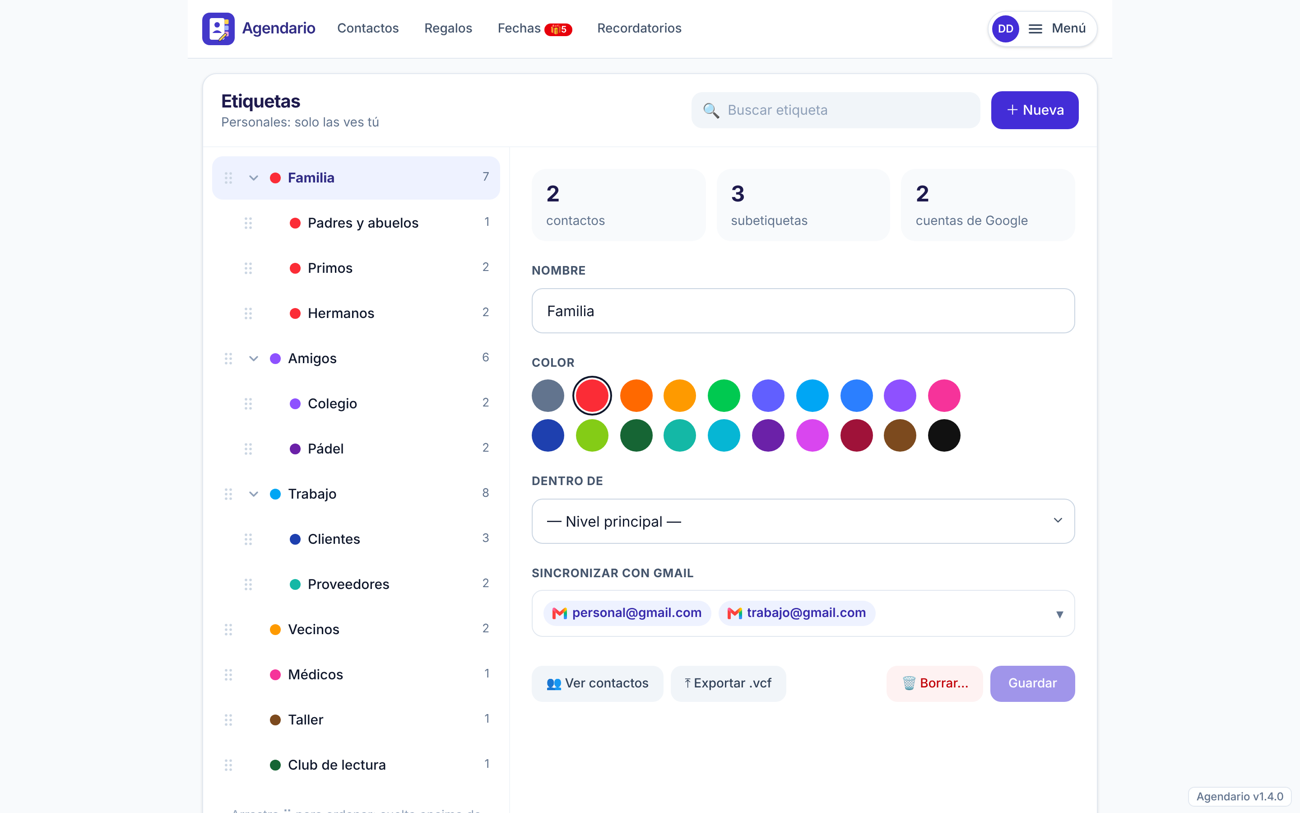 Agendario
Contactos
Regalos
Fechas 5
Recordatorios
DD
Menú
Etiquetas
Personales: solo las ves tú
Buscar etiqueta
+ Nueva
Familia 7
Padres y abuelos 1
Primos 2
Hermanos 2
Amigos 6
Colegio 2
Pádel 2
Trabajo 8
Clientes 3
Proveedores 2
Vecinos 2
Médicos 1
Taller 1
Club de lectura 1
2
contactos
3
subetiquetas
2
cuentas de Google
NOMBRE
Familia
COLOR
DENTRO DE
— Nivel principal —
SINCRONIZAR CON GMAIL
personal@gmail.com
trabajo@gmail.com
Ver contactos
Exportar .vcf
Borrar...
Guardar
Agendario v1.4.0